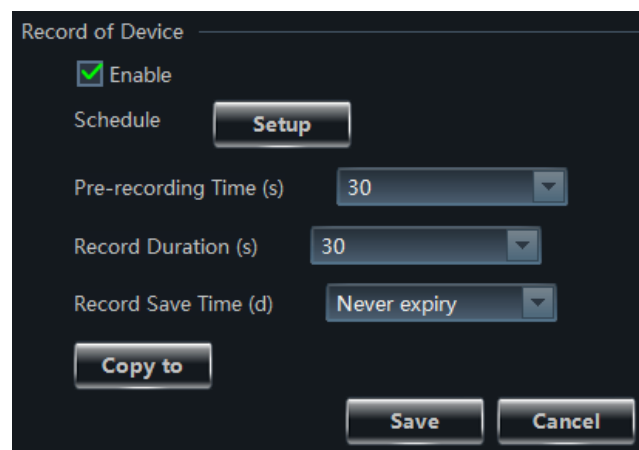 Record of Device
Enable
Schedule Setup
Pre-recording Time (s) 30
Record Duration (s) 30
Record Save Time (d) Never expiry
Copy to
Save Cancel